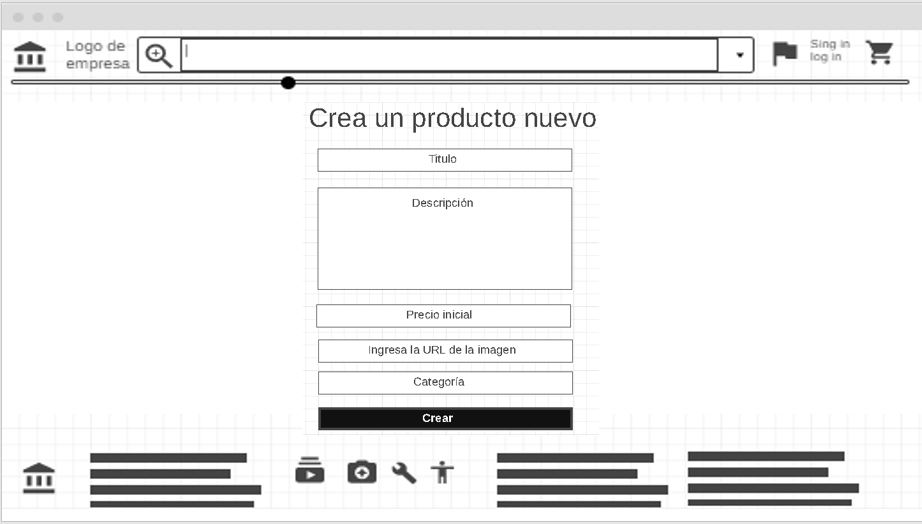 Logo de
empresa
Sing in
log in
Crea un producto nuevo
Titulo
Descripción
Precio inicial
Ingresa la URL de la imagen
Categoría
Crear